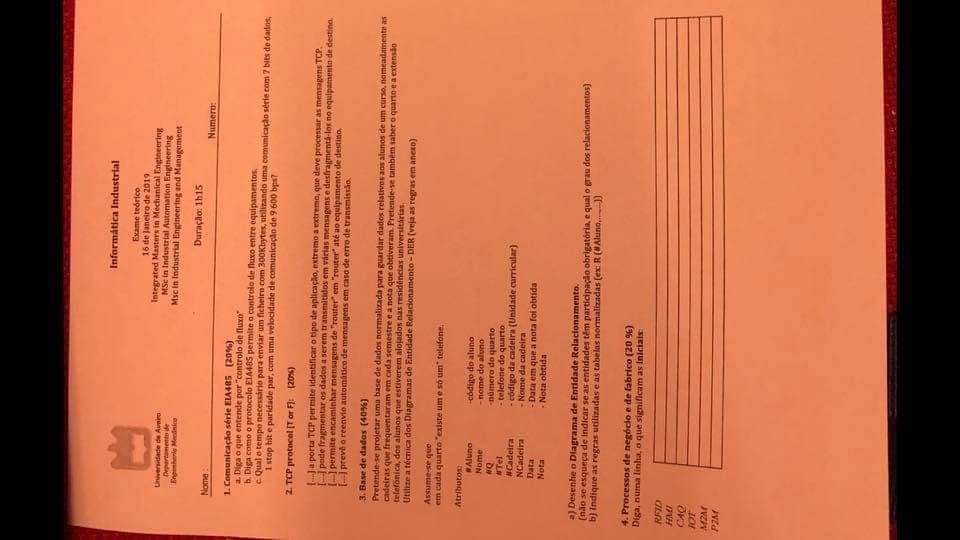 Informática Industrial
Universidade de Aveiro
Departamento de
Engenharia Mecânica
Exame teórico
16 de janeiro de 2019
Integrated Masters in Mechanical Engineering
MSc in Industrial Automation Engineering
Msc in Industrial Engineering and Management
Duração: 1h15
Nome :
Numero:
1. Comunicação série EIA485 (20%)
a. Diga o que entende por "controlo de fluxo"
b. Diga como o protocolo EIA485 permite o controlo de fluxo entre equipamentos.
c. Qual o tempo necessário para enviar um ficheiro com 300Kbytes, utilizando uma comunicação série com 7 bits de dados,
1 stop bit e paridade par, com uma velocidade de comunicação de 9 600 bps?
2. TCP protocol [T or F]: (20%)
[...] a porta TCP permite identificar o tipo de aplicação, extremo a extremo, que deve processar as mensagens TCP.
[...] pode fragmentar os dados a serem transmitidos em várias mensagens e desfragmentá-los no equipamento de destino.
[...] permite encaminhar mensagens de "router" em "router" até ao equipamento de destino.
[...] prevê o reenvio automático de mensagens em caso de erro de transmissão.
3. Base de dados (40%)
Pretende-se projetar uma base de dados normalizada para guardar dados relativos aos alunos de um curso, nomeadamente as
cadeiras que frequentaram em cada semestre e a nota que obtiveram. Pretende-se também saber o quarto e a extensão
telefónica, dos alunos que estiverem alojados nas residências universitárias.
Utilize a técnica dos Diagramas de Entidade Relacionamento – DER (veja as regras em anexo)
Assume-se que
em cada quarto "existe um e só um" telefone.
Atributos:
#Aluno -código do aluno
Nome - nome do aluno
#Q -número do quarto
#Tel - telefone do quarto
#Cadeira - código da cadeira (Unidade curricular)
NCadeira - Nome da cadeira
Data - Data em que a nota foi obtida
Nota - Nota obtida
a) Desenhe o Diagrama de Entidade Relacionamento.
(não se esqueça de indicar se as entidades têm participação obrigatória, e qual o grau dos relacionamentos)
b) Indique as regras utilizadas e as tabelas normalizadas (ex: R (#Aluno,...,...))
4. Processos de negócio e de fabrico (20 %)
Diga, numa linha, o que significam as iniciais:
RFID
HMI
CAQ
IOT
M2M
P2M